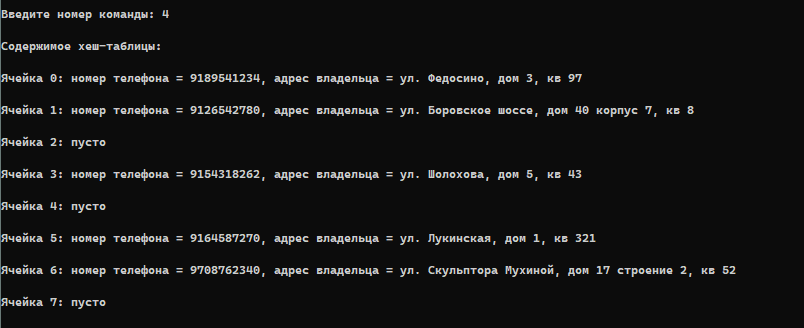 Введите номер команды: 4
Содержимое хеш-таблицы:
Ячейка 0: номер телефона = 9189541234, адрес владельца = ул. Федосино, дом 3, кв 97
Ячейка 1: номер телефона = 9126542780, адрес владельца = ул. Боровское шоссе, дом 40 корпус 7, кв 8
Ячейка 2: пусто
Ячейка 3: номер телефона = 9154318262, адрес владельца = ул. Шолохова, дом 5, кв 43
Ячейка 4: пусто
Ячейка 5: номер телефона = 9164587270, адрес владельца = ул. Лукинская, дом 1, кв 321
Ячейка 6: номер телефона = 9708762340, адрес владельца = ул. Скульптора Мухиной, дом 17 строение 2, кв 52
Ячейка 7: пусто